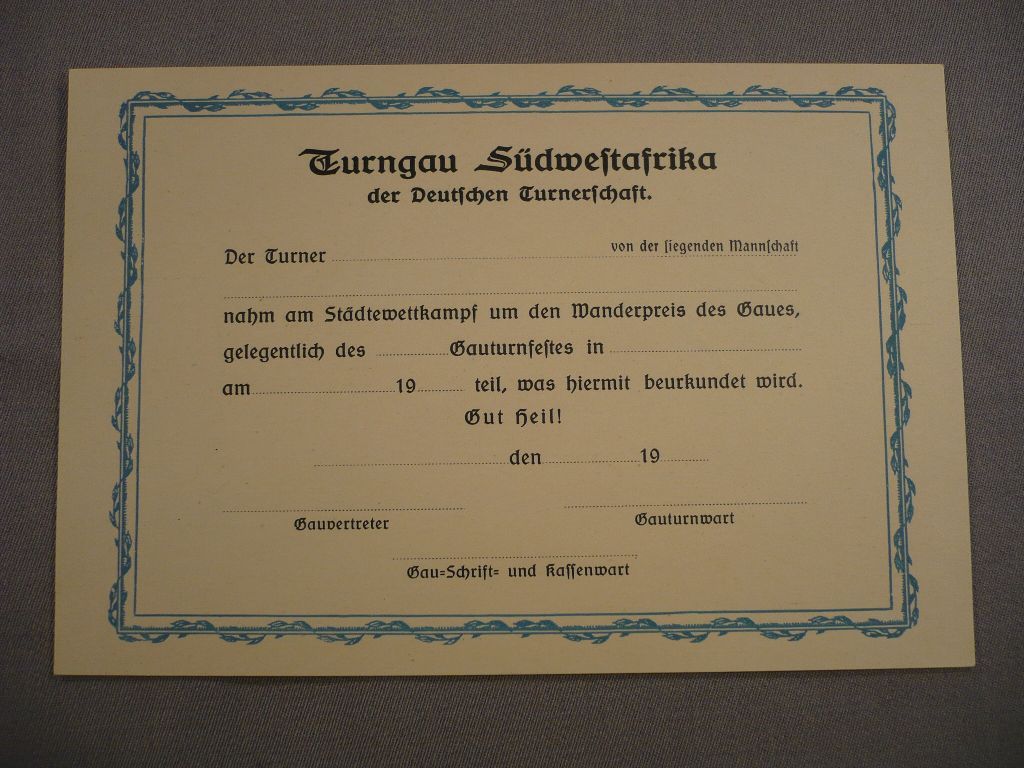 Turngau Südweſtafrika
der Deutſchen Turnerſchaft.
Der Turner von der ſiegenden Mannſchaft
nahm am Städtewettkampf um den Wanderpreis des Gaues,
gelegentlich des Gauturnfeſtes in
am 19 teil, was hiermit beurkundet wird.
Gut Heil!
den 19
Gauvertreter Gauturnwart
Gau=Schrift= und Kaſſenwart